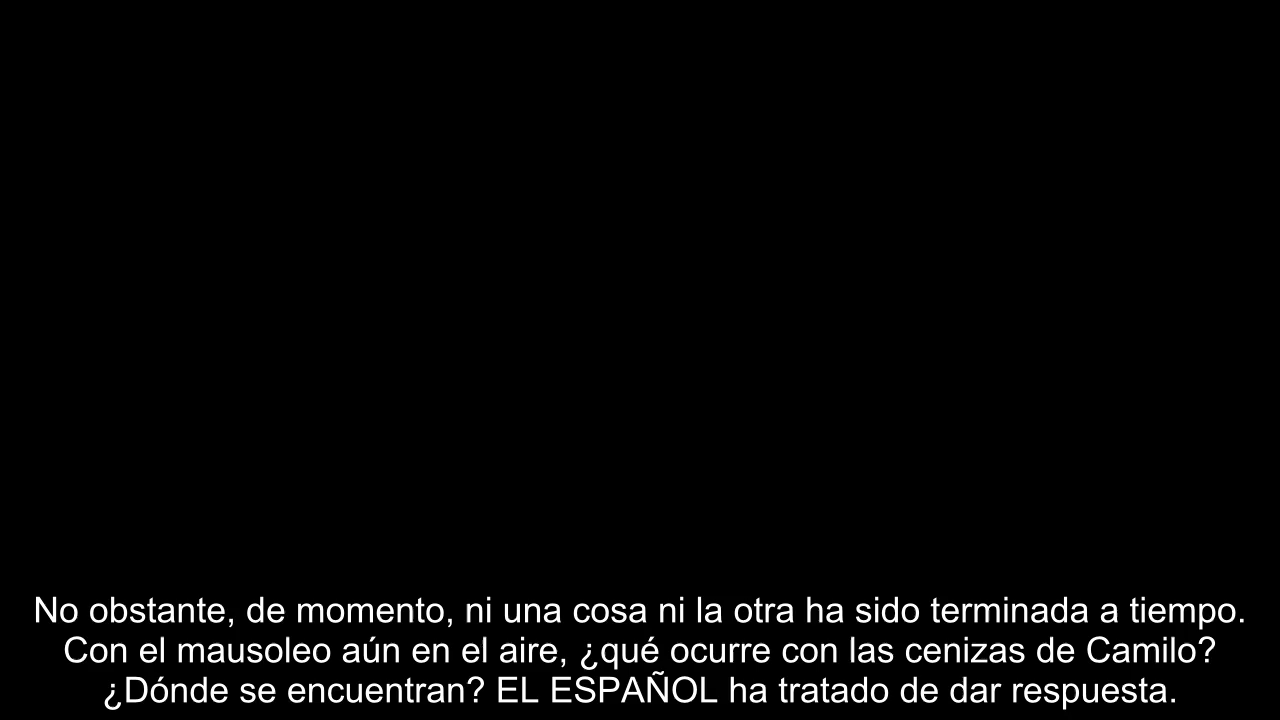 No obstante, de momento, ni una cosa ni la otra ha sido terminada a tiempo.
Con el mausoleo aún en el aire, ¿qué ocurre con las cenizas de Camilo?
¿Dónde se encuentran? EL ESPAÑOL ha tratado de dar respuesta.